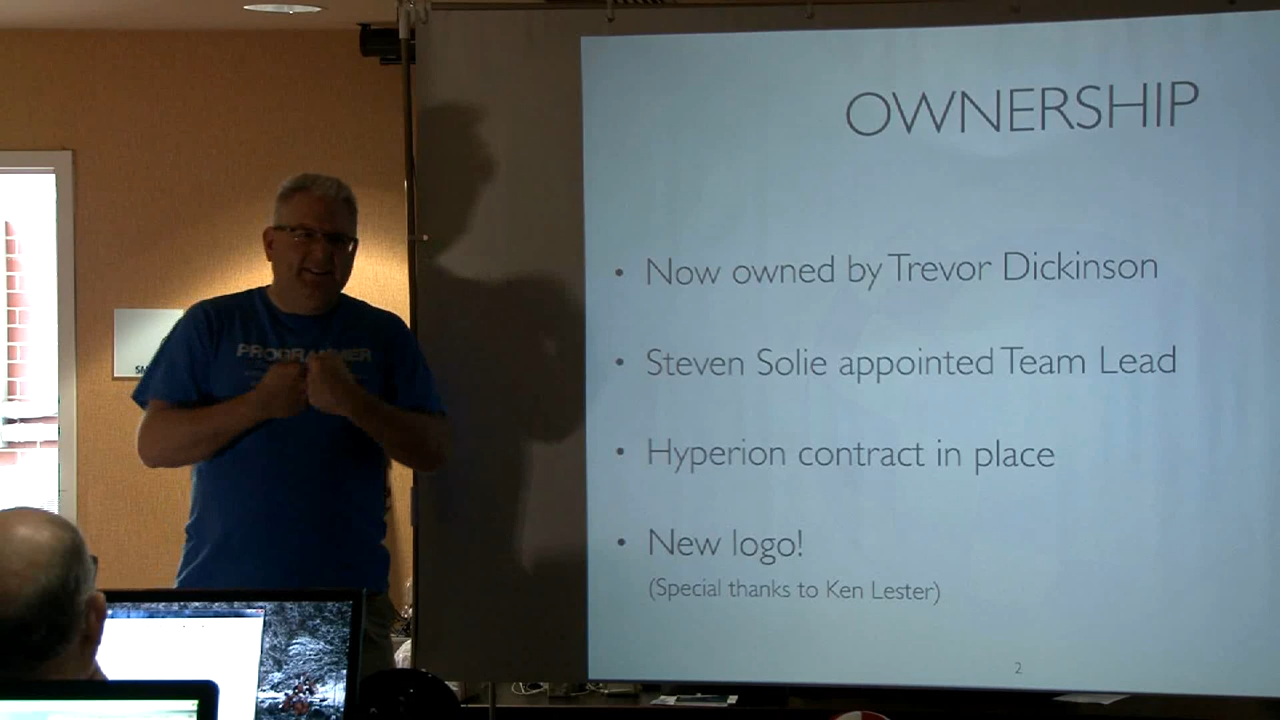 OWNERSHIP
• Now owned by Trevor Dickinson
• Steven Solie appointed Team Lead
• Hyperion contract in place
• New logo!
(Special thanks to Ken Lester)
2
PROGRAMMER